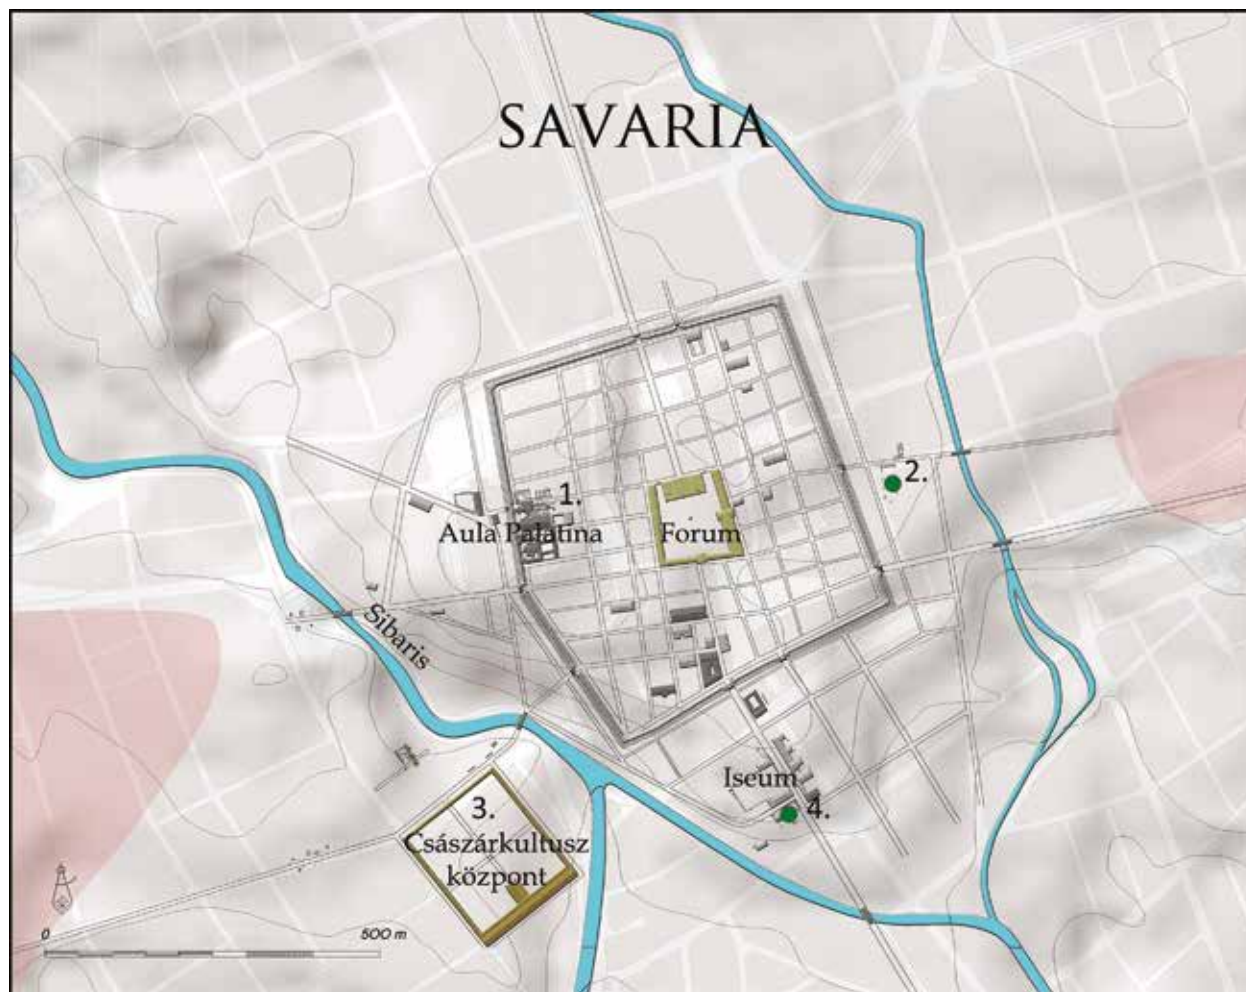 SAVARIA
1.
2.
Aula Palatina
Forum
Sibaris
Iseum
3.
4.
Császárkultusz
központ
0
500 m